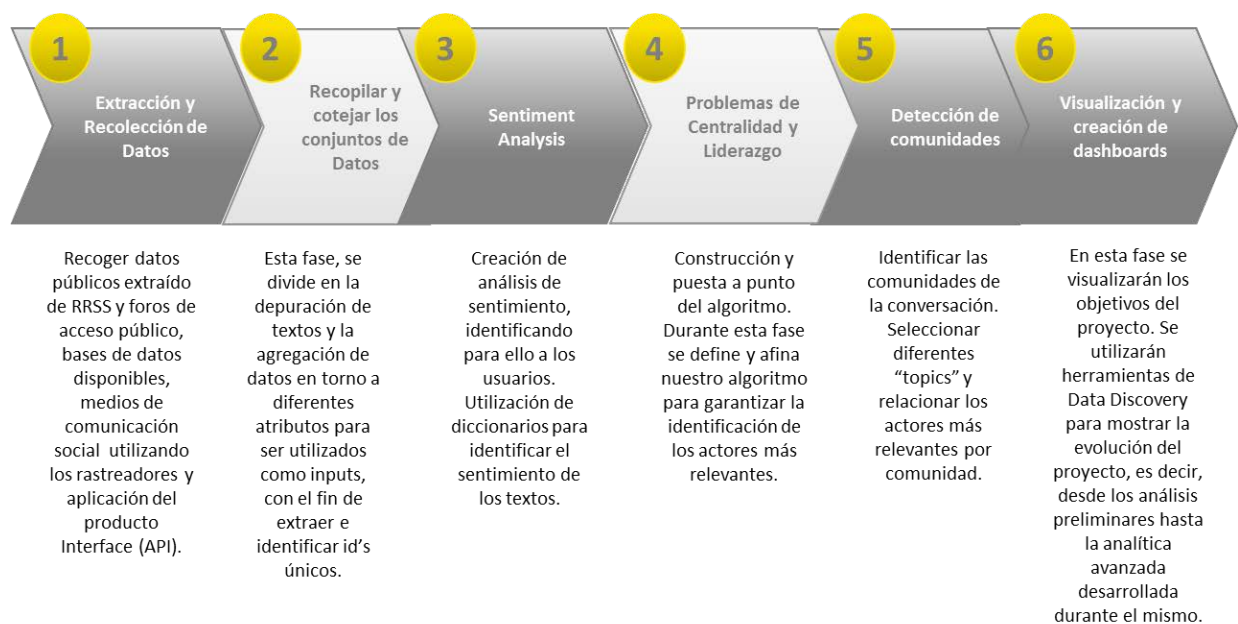 1
Extracción y
Recolección de
Datos
2
Recopilar y
cotejar los
conjuntos de
Datos
3
Sentiment
Analysis
4
Problemas de
Centralidad y
Liderazgo
5
Detección de
comunidades
6
Visualización y
creación de
dashboards
Recoger datos
públicos extraído
de RRSS y foros de
acceso público,
bases de datos
disponibles,
medios de
comunicación
social utilizando
los rastreadores y
aplicación del
producto
Interface (API).
Esta fase, se
divide en la
depuración de
textos y la
agregación de
datos en torno a
diferentes
atributos para
ser utilizados
como inputs,
con el fin de
extraer e
identificar id’s
únicos.
Creación de
análisis de
sentimiento,
identificando
para ello a los
usuarios.
Utilización de
diccionarios para
identificar el
sentimiento de
los textos.
Construcción y
puesta a punto
del algoritmo.
Durante esta fase
se define y afina
nuestro algoritmo
para garantizar la
identificación de
los actores más
relevantes.
Identificar las
comunidades de
la conversación.
Seleccionar
diferentes
“topics” y
relacionar los
actores más
relevantes por
comunidad.
En esta fase se
visualizarán los
objetivos del
proyecto. Se
utilizarán
herramientas de
Data Discovery
para mostrar la
evolución del
proyecto, es decir,
desde los análisis
preliminares hasta
la analítica
avanzada
desarrollada
durante el mismo.